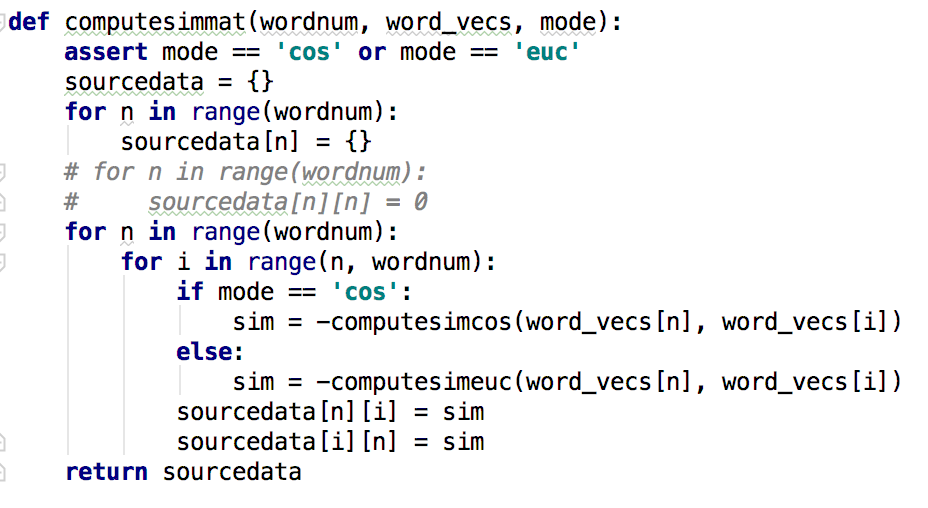 def computesimmat(wordnum, word_vecs, mode):
    assert mode == 'cos' or mode == 'euc'
    sourcedata = {}
    for n in range(wordnum):
        sourcedata[n] = {}
    # for n in range(wordnum):
    #     sourcedata[n][n] = 0
    for n in range(wordnum):
        for i in range(n, wordnum):
            if mode == 'cos':
                sim = -computesimcos(word_vecs[n], word_vecs[i])
            else:
                sim = -computesimeuc(word_vecs[n], word_vecs[i])
            sourcedata[n][i] = sim
            sourcedata[i][n] = sim
    return sourcedata